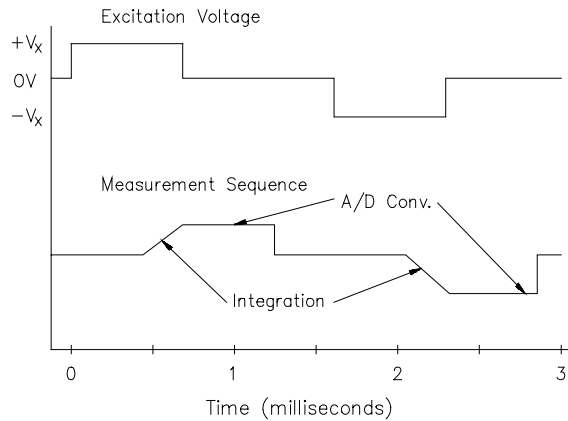 Excitation Voltage
+Vx
0V
−Vx
Measurement Sequence
A/D Conv.
Integration
0 1 2 3
Time (milliseconds)